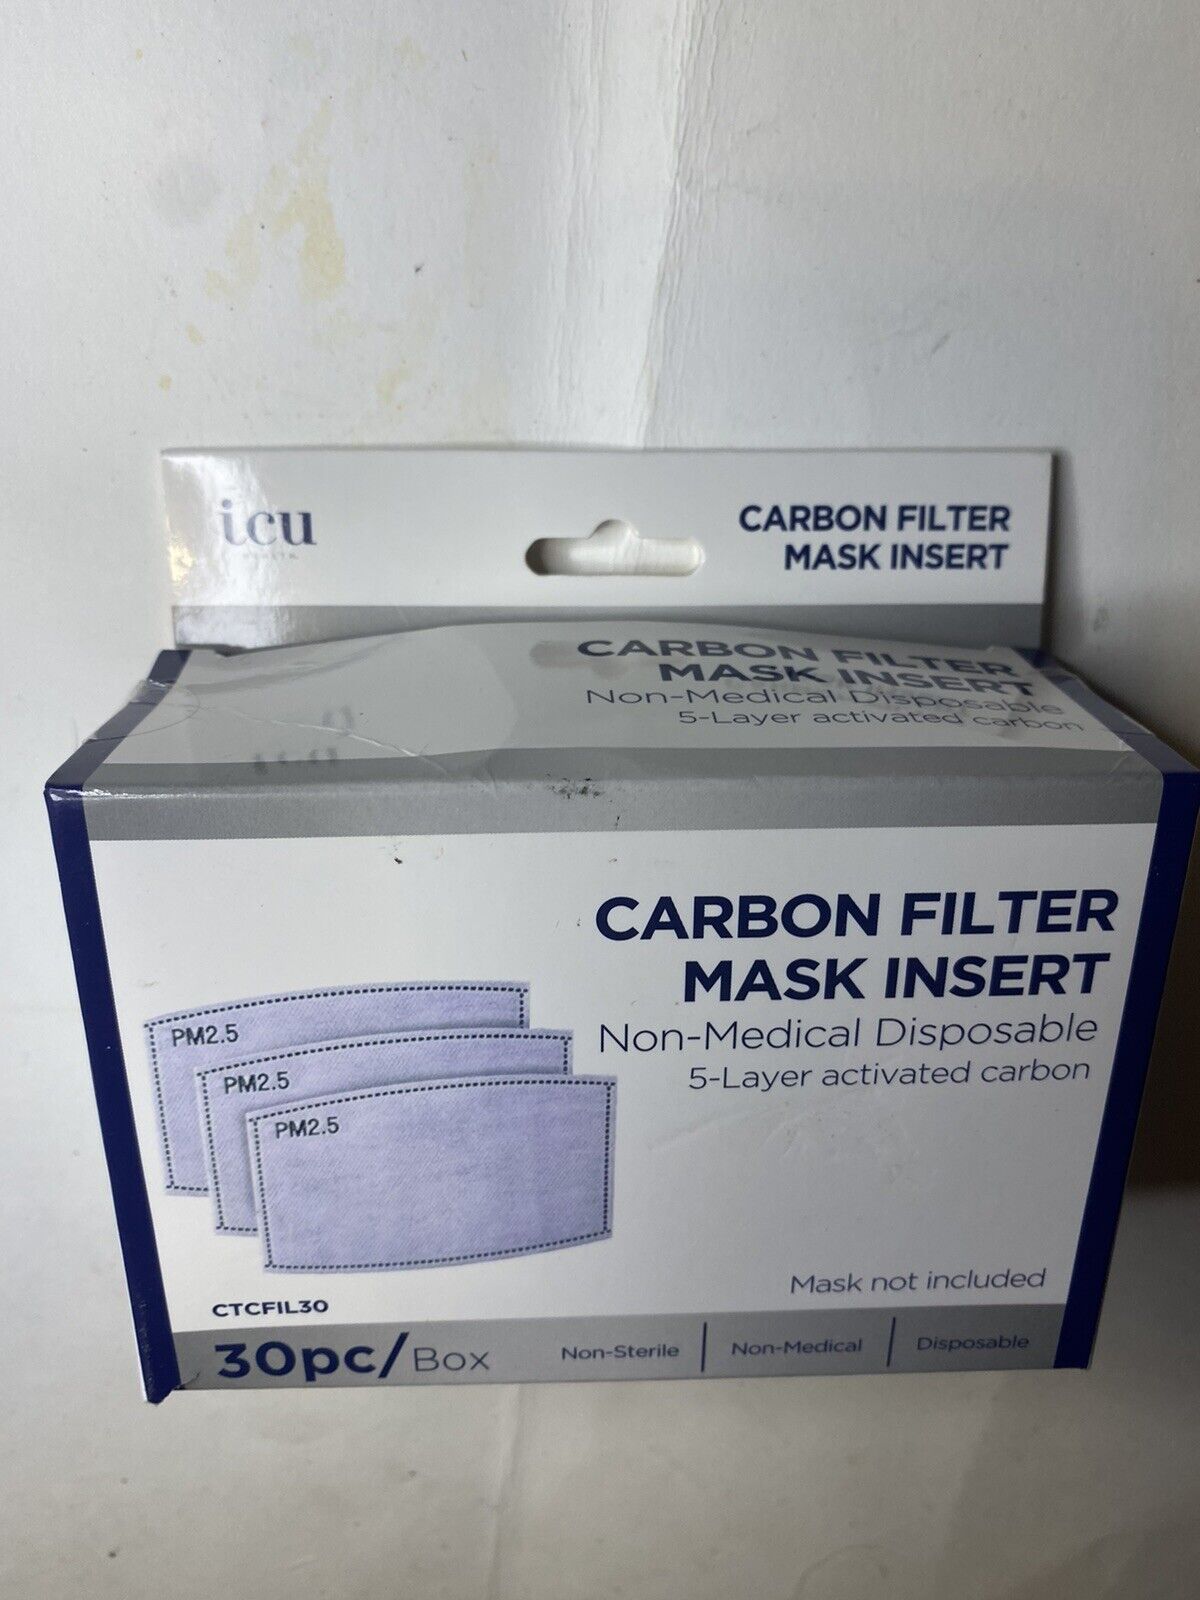 icu
HEALTH
CARBON FILTER
MASK INSERT
CARBON FILTER
MASK INSERT
Non-Medical Disposable
5-Layer activated carbon
CARBON FILTER
MASK INSERT
Non-Medical Disposable
5-Layer activated carbon
PM2.5
PM2.5
PM2.5
Mask not included
CTCFIL30
30pc/Box
Non-Sterile
Non-Medical
Disposable